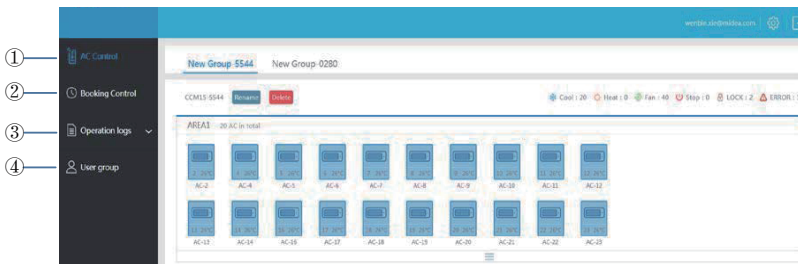 ① AC Control
② Booking Control
③ Operation logs
④ User group
New Group-5544 New Group-0280
CCM15-5544 Rename Delete Cool : 20 Heat : 0 Fan : 40 Stop : 0 LOCK : 2 ERROR :
AREA1 20 AC in total
AC-2 AC-4 AC-5 AC-6 AC-7 AC-8 AC-9 AC-10 AC-11 AC-12
AC-13 AC-14 AC-16 AC-17 AC-18 AC-19 AC-20 AC-21 AC-22 AC-23